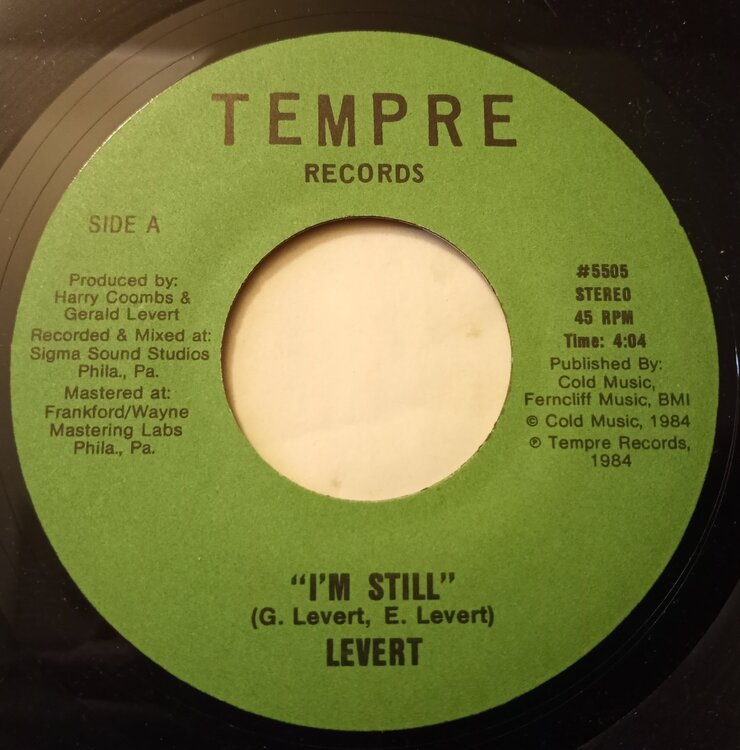 TEMPRE
RECORDS
SIDE A
Produced by:
Harry Coombs &
Gerald Levert
Recorded & Mixed at:
Sigma Sound Studios
Phila., Pa.
Mastered at:
Frankford/Wayne
Mastering Labs
Phila., Pa.
#5505
STEREO
45 RPM
Time: 4:04
Published By:
Cold Music,
Ferncliff Music, BMI
© Cold Music, 1984
℗ Tempre Records,
1984
"I'M STILL"
(G. Levert, E. Levert)
LEVERT